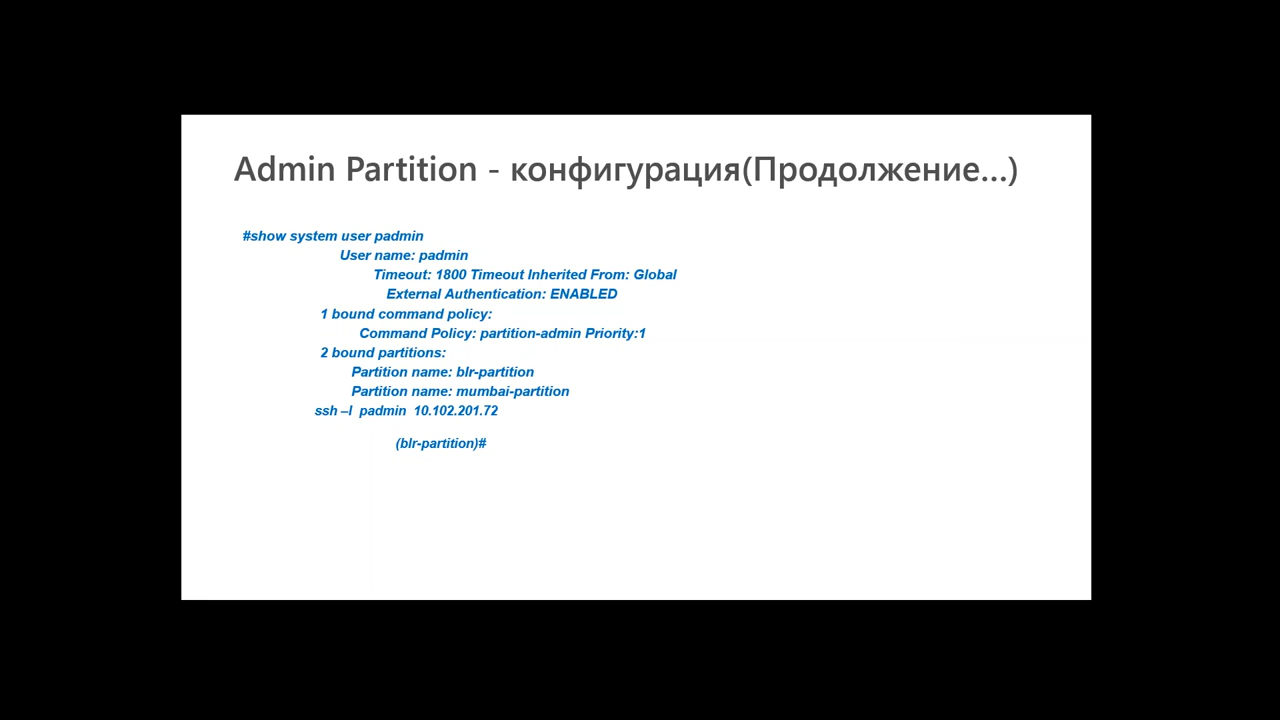 Admin Partition - конфигурация(Продолжение...)
#show system user padmin
User name: padmin
Timeout: 1800 Timeout Inherited From: Global
External Authentication: ENABLED
1 bound command policy:
Command Policy: partition-admin Priority:1
2 bound partitions:
Partition name: blr-partition
Partition name: mumbai-partition
ssh –l padmin 10.102.201.72
(blr-partition)#